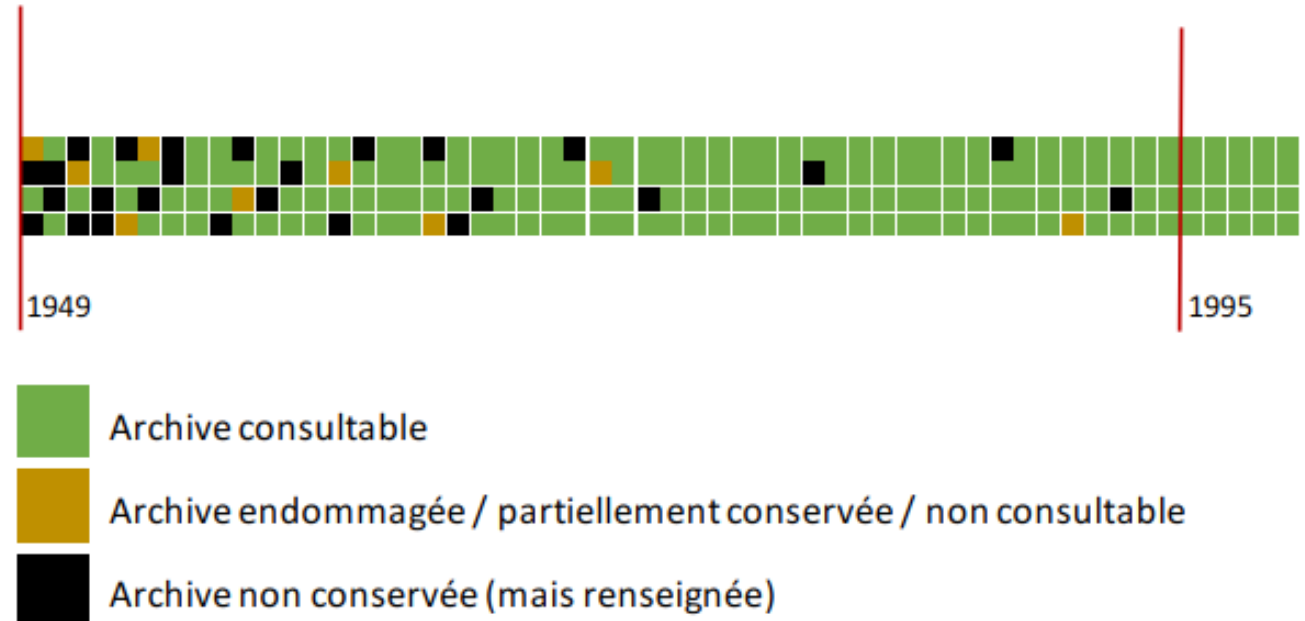 1949
1995
Archive consultable
Archive endommagée / partiellement conservée / non consultable
Archive non conservée (mais renseignée)